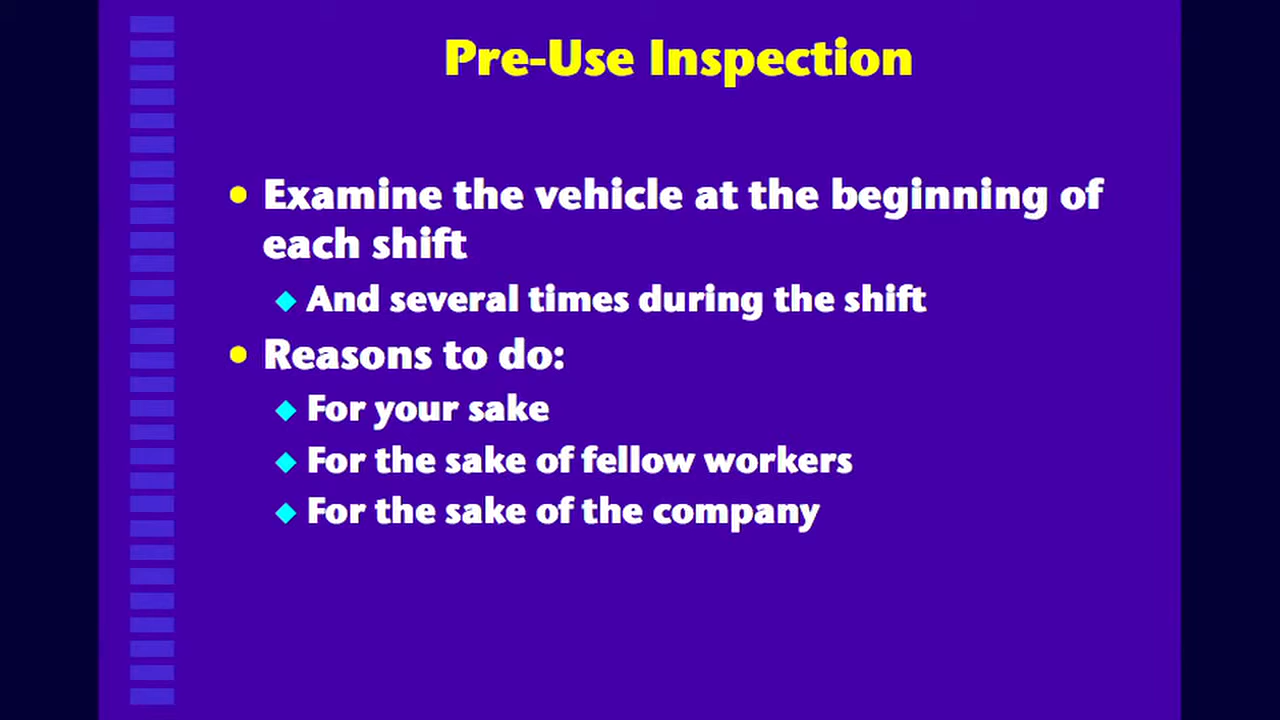 Pre-Use Inspection
Examine the vehicle at the beginning of
each shift
And several times during the shift
Reasons to do:
For your sake
For the sake of fellow workers
For the sake of the company